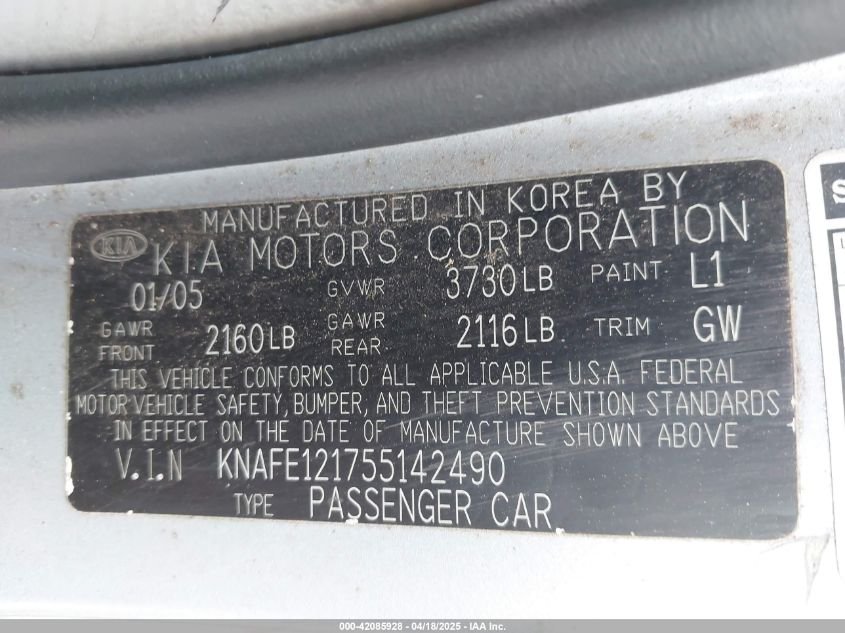 MANUFACTURED IN KOREA BY
KIA
KIA MOTORS CORPORATION
01/05 GVWR 3730LB PAINT L1
GAWR FRONT 2160LB GAWR REAR 2116LB TRIM GW
THIS VEHICLE CONFORMS TO ALL APPLICABLE U.S.A. FEDERAL
MOTOR VEHICLE SAFETY, BUMPER, AND THEFT PREVENTION STANDARDS
IN EFFECT ON THE DATE OF MANUFACTURE SHOWN ABOVE
V.I.N KNAFE121755142490
TYPE PASSENGER CAR
000-42085928 - 04/18/2025 - IAA Inc.